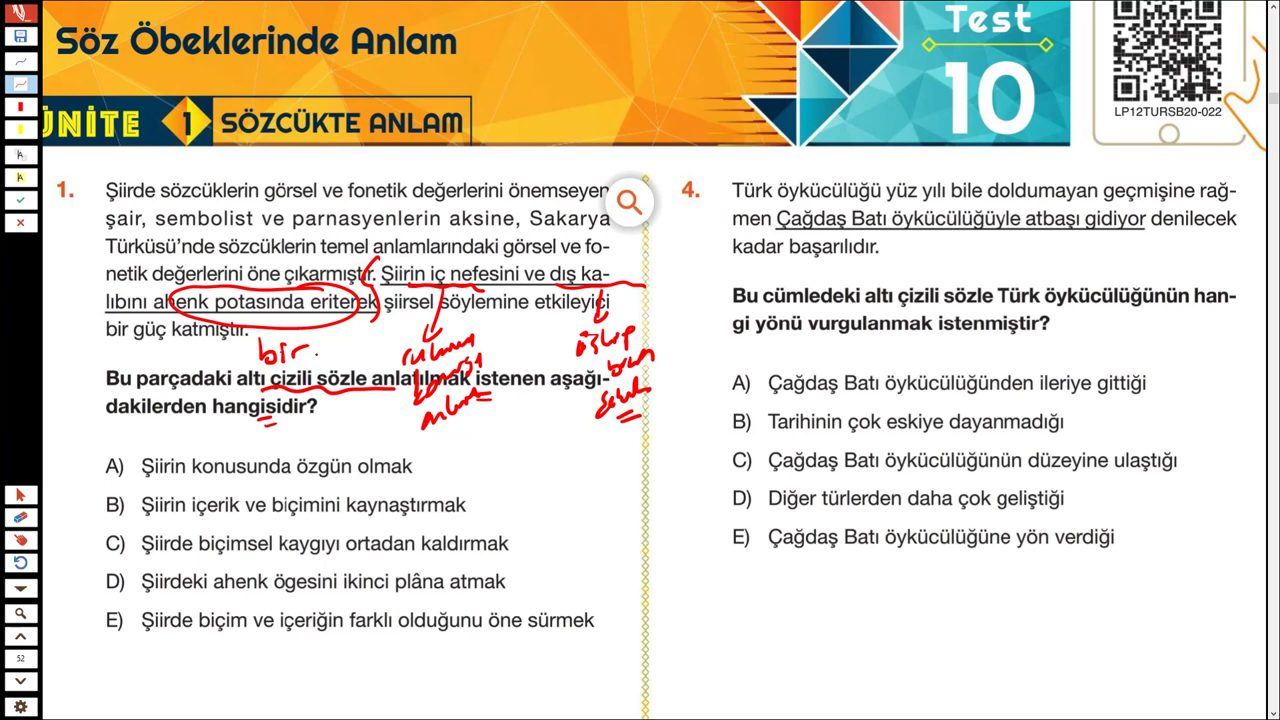 Söz Öbeklerinde Anlam
Test
10
LP12TURSB20-022
ÜNİTE 1 SÖZCÜKTE ANLAM
1. Şiirde sözcüklerin görsel ve fonetik değerlerini önemseyen
şair, sembolist ve parnasyenlerin aksine, Sakarya
Türküsü’nde sözcüklerin temel anlamlarındaki görsel ve fo-
netik değerlerini öne çıkarmıştır. Şiirin iç nefesini ve dış ka-
lıbını ahenk potasında eriterek şiirsel söylemine etkileyici
bir güç katmıştır.
bir.
Bu parçadaki altı çizili sözle anlatılmak istenen aşağı-
dakilerden hangisidir?
A) Şiirin konusunda özgün olmak
B) Şiirin içerik ve biçimini kaynaştırmak
C) Şiirde biçimsel kaygıyı ortadan kaldırmak
D) Şiirdeki ahenk ögesini ikinci plâna atmak
E) Şiirde biçim ve içeriğin farklı olduğunu öne sürmek
4. Türk öykücülüğü yüz yılı bile doldumayan geçmişine rağ-
men Çağdaş Batı öykücülüğüyle atbaşı gidiyor denilecek
kadar başarılıdır.
Bu cümledeki altı çizili sözle Türk öykücülüğünün han-
gi yönü vurgulanmak istenmiştir?
A) Çağdaş Batı öykücülüğünden ileriye gittiği
B) Tarihinin çok eskiye dayanmadığı
C) Çağdaş Batı öykücülüğünün düzeyine ulaştığı
D) Diğer türlerden daha çok geliştiği
E) Çağdaş Batı öykücülüğüne yön verdiği
52